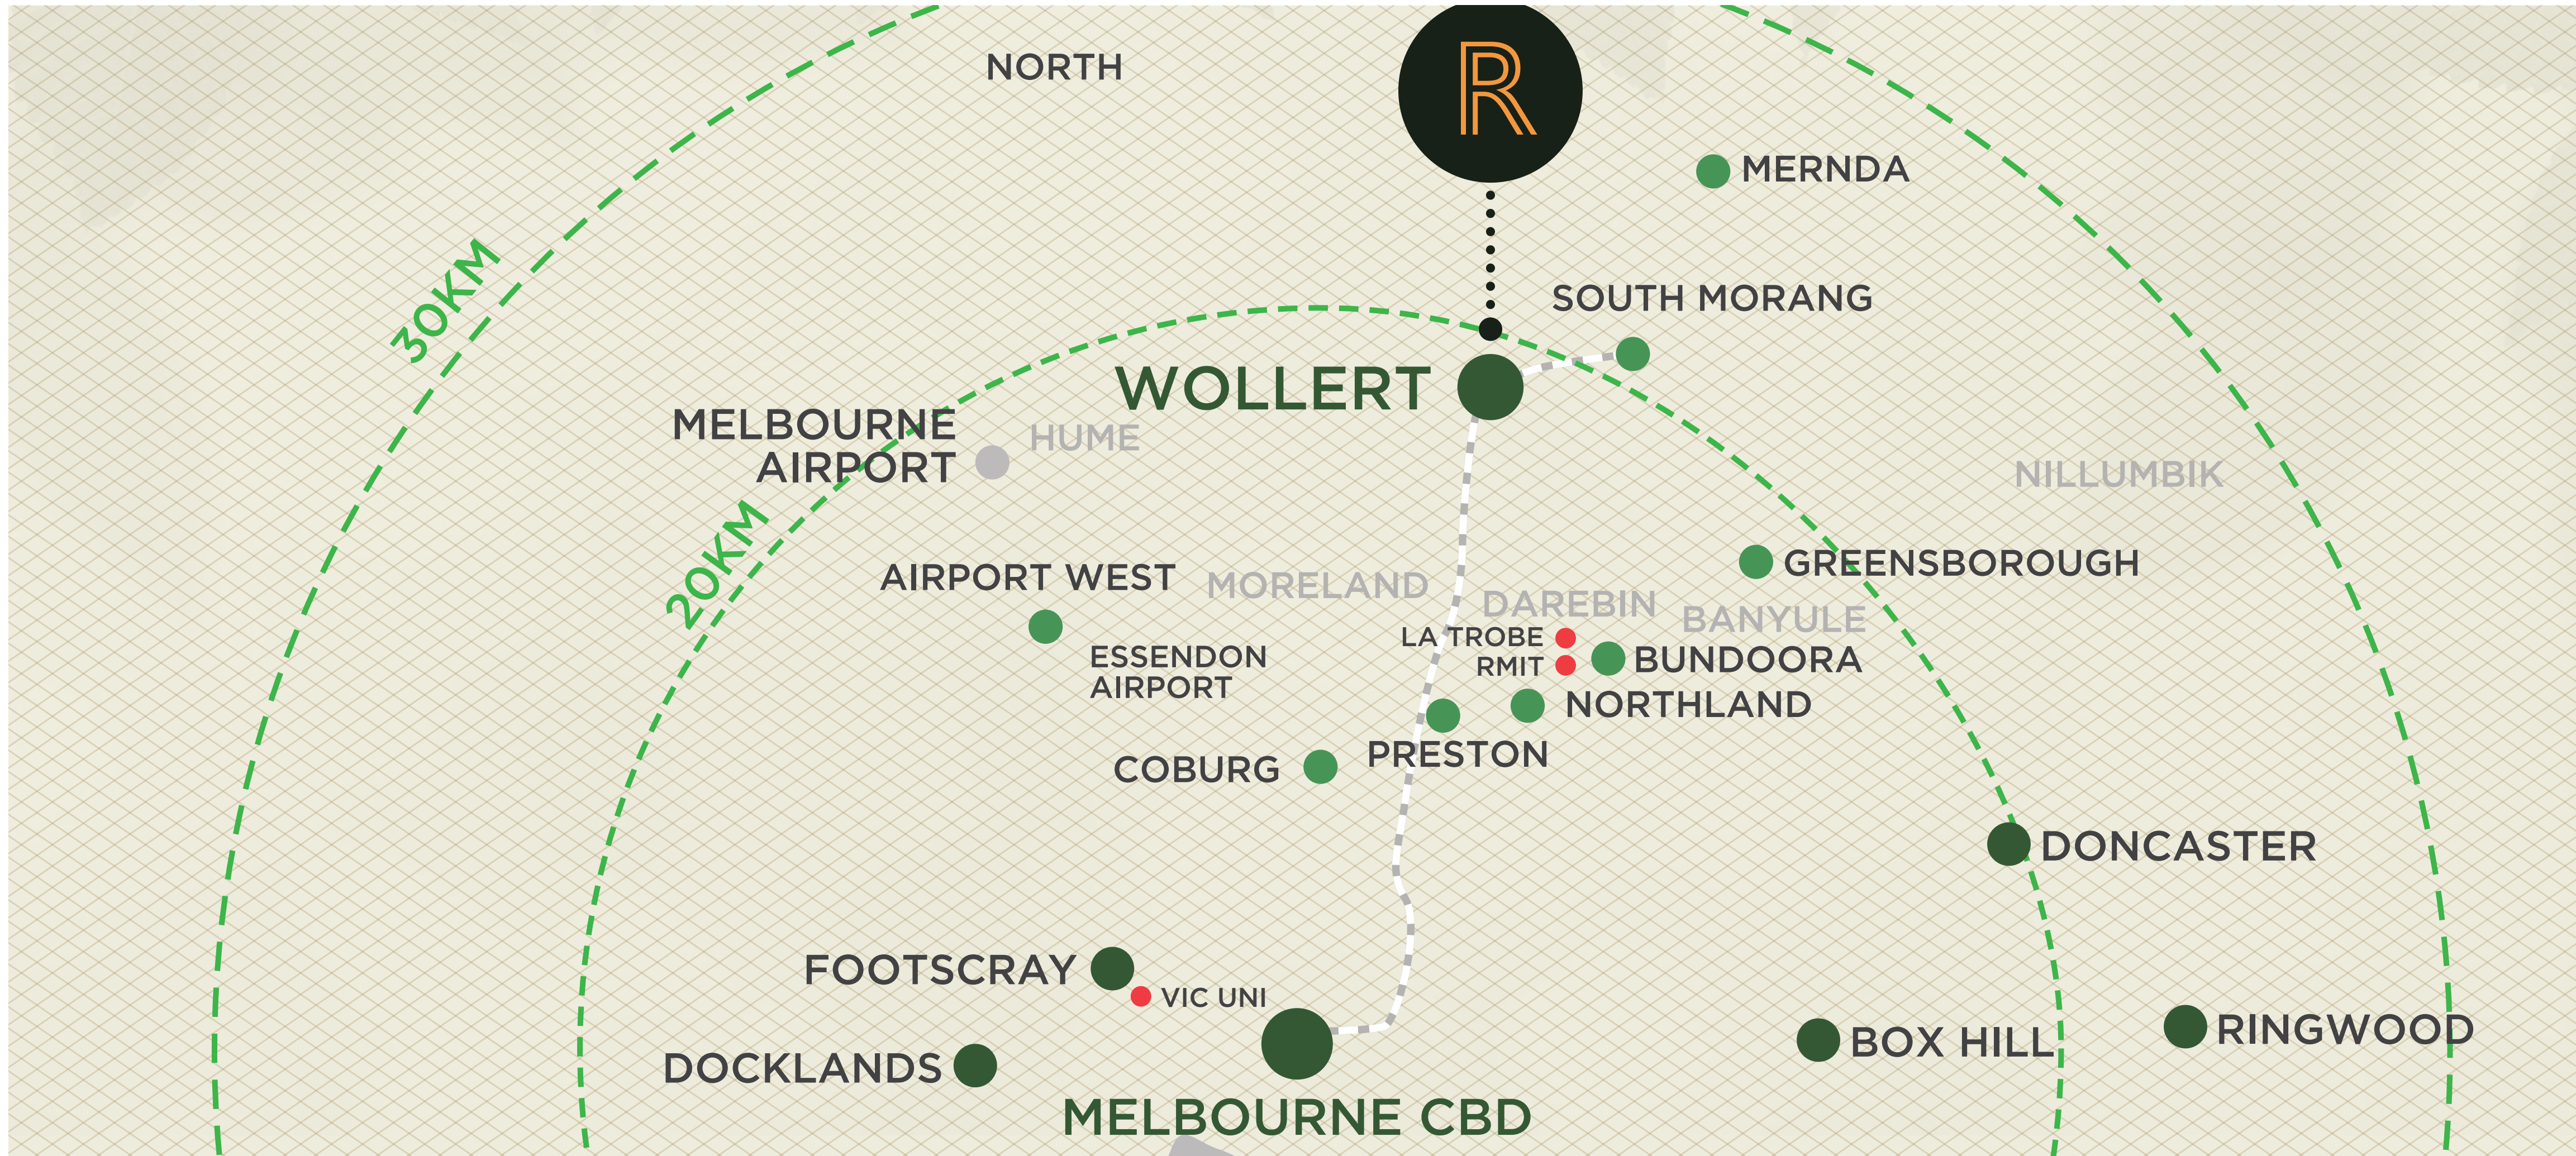 NORTH
R
MERNDA
30KM
SOUTH MORANG
WOLLERT
MELBOURNE
AIRPORT
HUME
NILLUMBIK
20KM
AIRPORT WEST
MORELAND
GREENSBOROUGH
DAREBIN
BANYULE
LA TROBE
RMIT
BUNDOORA
ESSENDON
AIRPORT
NORTHLAND
PRESTON
COBURG
DONCASTER
FOOTSCRAY
VIC UNI
RINGWOOD
BOX HILL
DOCKLANDS
MELBOURNE CBD